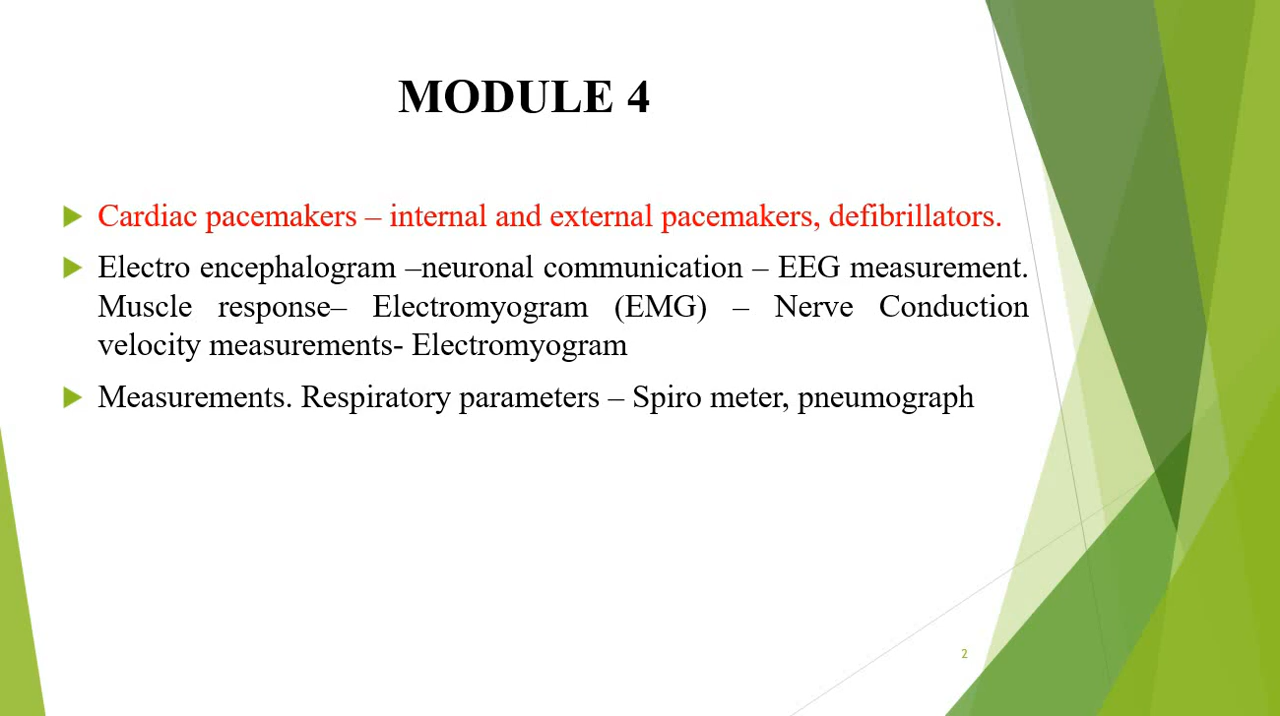 MODULE 4
Cardiac pacemakers – internal and external pacemakers, defibrillators.
Electro encephalogram –neuronal communication – EEG measurement.
Muscle response– Electromyogram (EMG) – Nerve Conduction
velocity measurements- Electromyogram
Measurements. Respiratory parameters – Spiro meter, pneumograph
2